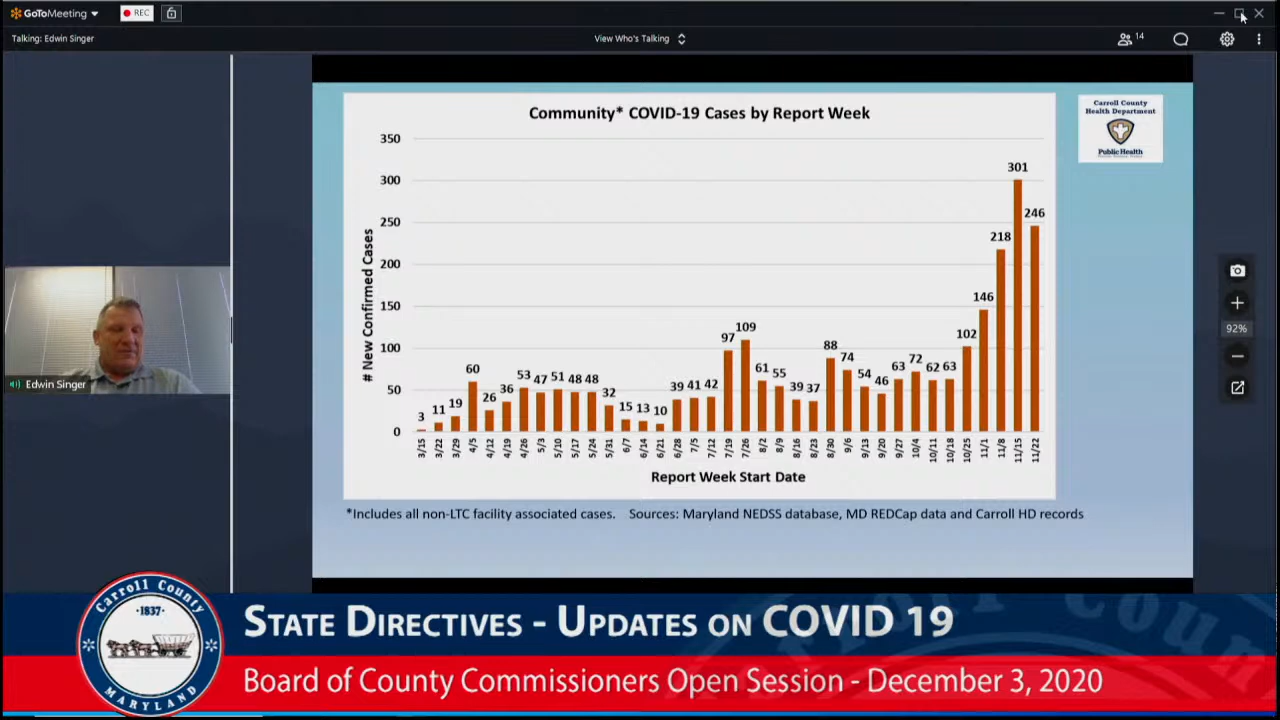 GoToMeeting
REC
Talking: Edwin Singer
View Who's Talking
14
Community* COVID-19 Cases by Report Week
Carroll County
Health Department
Public Health
# New Confirmed Cases
350
300
250
200
150
100
50
0
3 11 19 60 26 36 53 47 51 48 48 32 15 13 10 39 41 42 97 109 61 55 39 37 88 74 54 46 63 72 62 63 102 146 218 301 246
3/15 3/22 3/29 4/5 4/12 4/19 4/26 5/3 5/10 5/17 5/24 5/31 6/7 6/14 6/21 6/28 7/5 7/12 7/19 7/26 8/2 8/9 8/16 8/23 8/30 9/6 9/13 9/20 9/27 10/4 10/11 10/18 10/25 11/1 11/8 11/15 11/22
Report Week Start Date
*Includes all non-LTC facility associated cases. Sources: Maryland NEDSS database, MD REDCap data and Carroll HD records
92%
Edwin Singer
Carroll County
·1837·
MARYLAND
STATE DIRECTIVES - UPDATES ON COVID 19
Board of County Commissioners Open Session - December 3, 2020